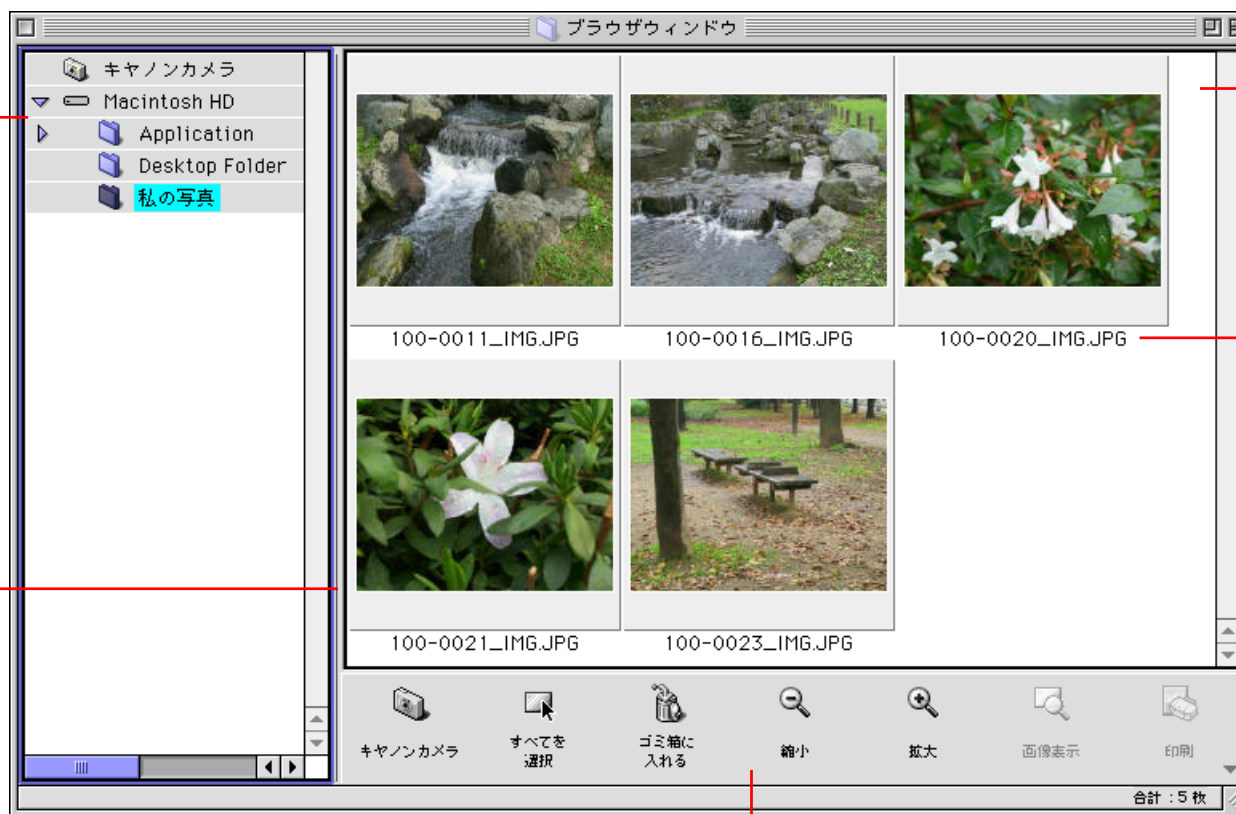 ブラウザウィンドウ
キヤノンカメラ
Macintosh HD
Application
Desktop Folder
私の写真
100-0011_IMG.JPG
100-0016_IMG.JPG
100-0020_IMG.JPG
100-0021_IMG.JPG
100-0023_IMG.JPG
キヤノンカメラ
すべてを
選択
ゴミ箱に
入れる
縮小
拡大
画像表示
印刷
合計：5枚